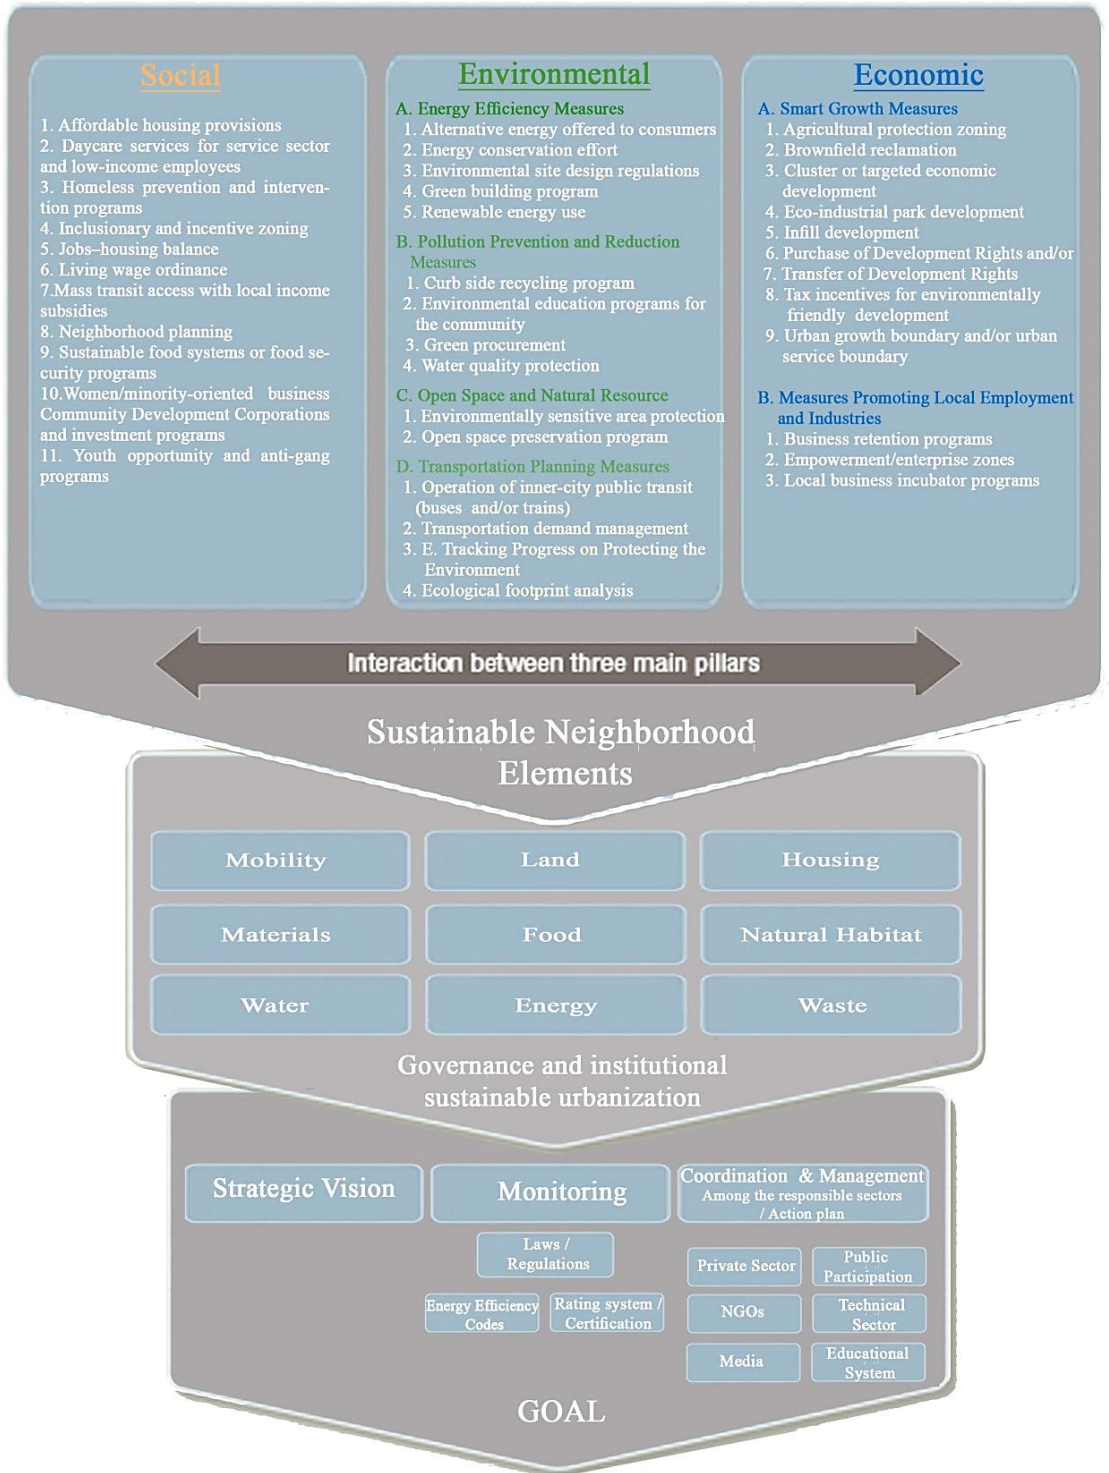 Social
1. Affordable housing provisions
2. Daycare services for service sector
and low-income employees
3. Homeless prevention and interven-
tion programs
4. Inclusionary and incentive zoning
5. Jobs–housing balance
6. Living wage ordinance
7.Mass transit access with local income
subsidies
8. Neighborhood planning
9. Sustainable food systems or food se-
curity programs
10.Women/minority-oriented business
Community Development Corporations
and investment programs
11. Youth opportunity and anti-gang
programs
Environmental
A. Energy Efficiency Measures
1. Alternative energy offered to consumers
2. Energy conservation effort
3. Environmental site design regulations
4. Green building program
5. Renewable energy use
B. Pollution Prevention and Reduction
Measures
1. Curb side recycling program
2. Environmental education programs for
the community
3. Green procurement
4. Water quality protection
C. Open Space and Natural Resource
1. Environmentally sensitive area protection
2. Open space preservation program
D. Transportation Planning Measures
1. Operation of inner-city public transit
(buses and/or trains)
2. Transportation demand management
3. E. Tracking Progress on Protecting the
Environment
4. Ecological footprint analysis
Economic
A. Smart Growth Measures
1. Agricultural protection zoning
2. Brownfield reclamation
3. Cluster or targeted economic
development
4. Eco-industrial park development
5. Infill development
6. Purchase of Development Rights and/or
7. Transfer of Development Rights
8. Tax incentives for environmentally
friendly development
9. Urban growth boundary and/or urban
service boundary
B. Measures Promoting Local Employment
and Industries
1. Business retention programs
2. Empowerment/enterprise zones
3. Local business incubator programs
Interaction between three main pillars
Sustainable Neighborhood
Elements
Mobility
Land
Housing
Materials
Food
Natural Habitat
Water
Energy
Waste
Governance and institutional
sustainable urbanization
Strategic Vision
Monitoring
Laws /
Regulations
Energy Efficiency
Codes
Rating system /
Certification
Coordination & Management
Among the responsible sectors
/ Action plan
Private Sector
Public
Participation
NGOs
Technical
Sector
Media
Educational
System
GOAL